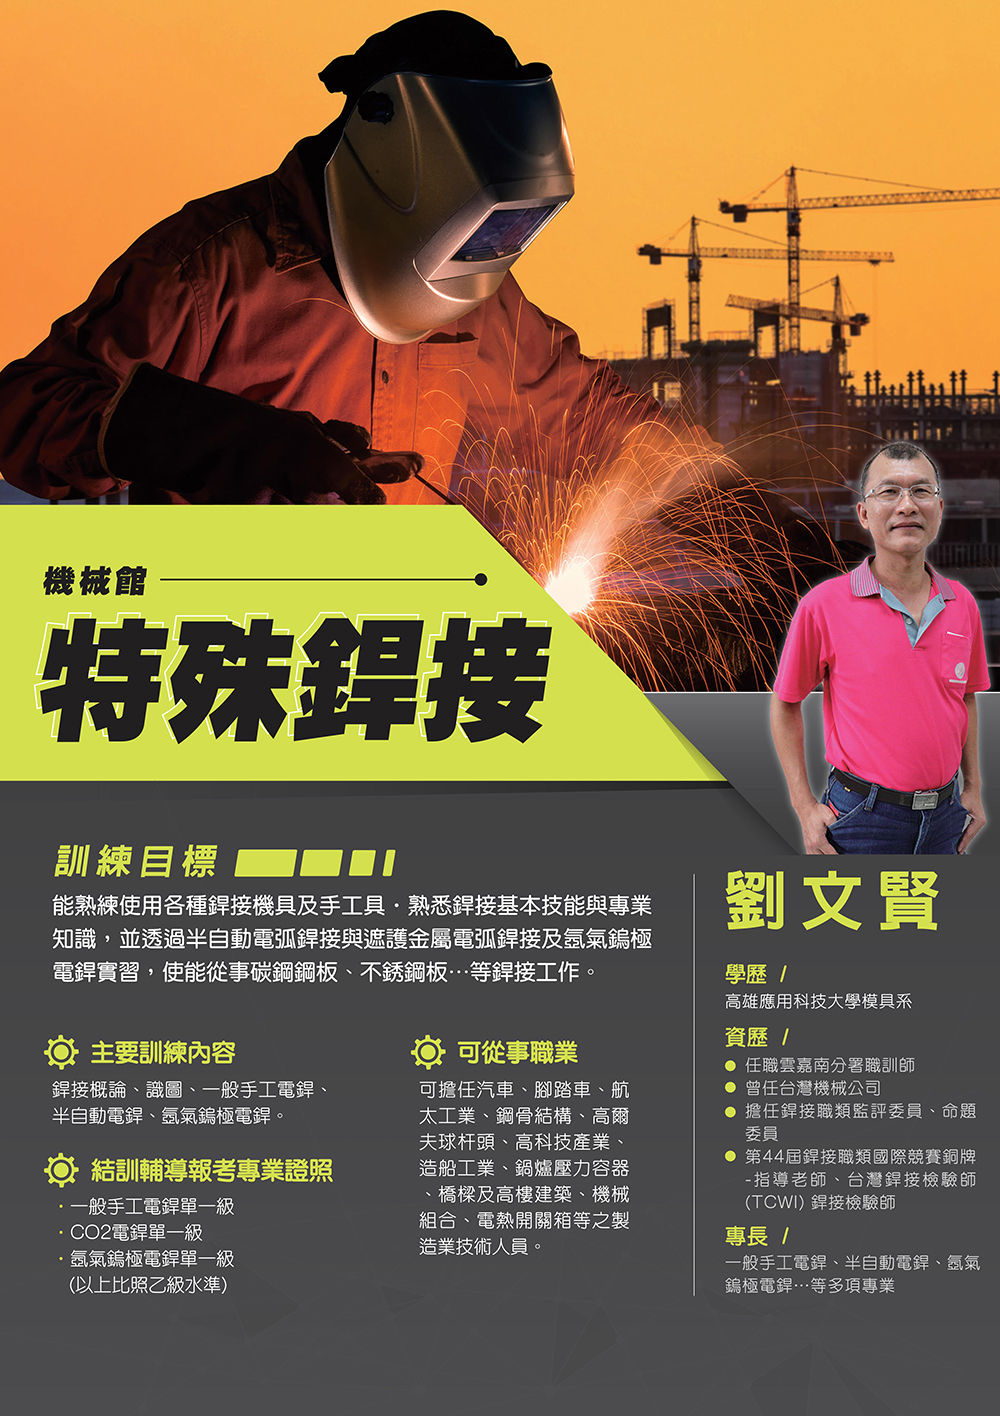 機械館
特殊銲接
訓練目標
能熟練使用各種銲接機具及手工具．熟悉銲接基本技能與專業
知識，並透過半自動電弧銲接與遮護金屬電弧銲接及氬氣鎢極
電銲實習，使能從事碳鋼鋼板、不銹鋼板…等銲接工作。
主要訓練內容
銲接概論、識圖、一般手工電銲、
半自動電銲、氬氣鎢極電銲。
結訓輔導報考專業證照
·一般手工電銲單一級
·CO2電銲單一級
·氬氣鎢極電銲單一級
(以上比照乙級水準)
可從事職業
可擔任汽車、腳踏車、航
太工業、鋼骨結構、高爾
夫球杆頭、高科技產業、
造船工業、鍋爐壓力容器
、橋樑及高樓建築、機械
組合、電熱開關箱等之製
造業技術人員。
劉文賢
學歷 /
高雄應用科技大學模具系
資歷 /
● 任職雲嘉南分署職訓師
● 曾任台灣機械公司
● 擔任銲接職類監評委員、命題
委員
● 第44屆銲接職類國際競賽銅牌
-指導老師、台灣銲接檢驗師
(TCWI) 銲接檢驗師
專長 /
一般手工電銲、半自動電銲、氬氣
鎢極電銲…等多項專業